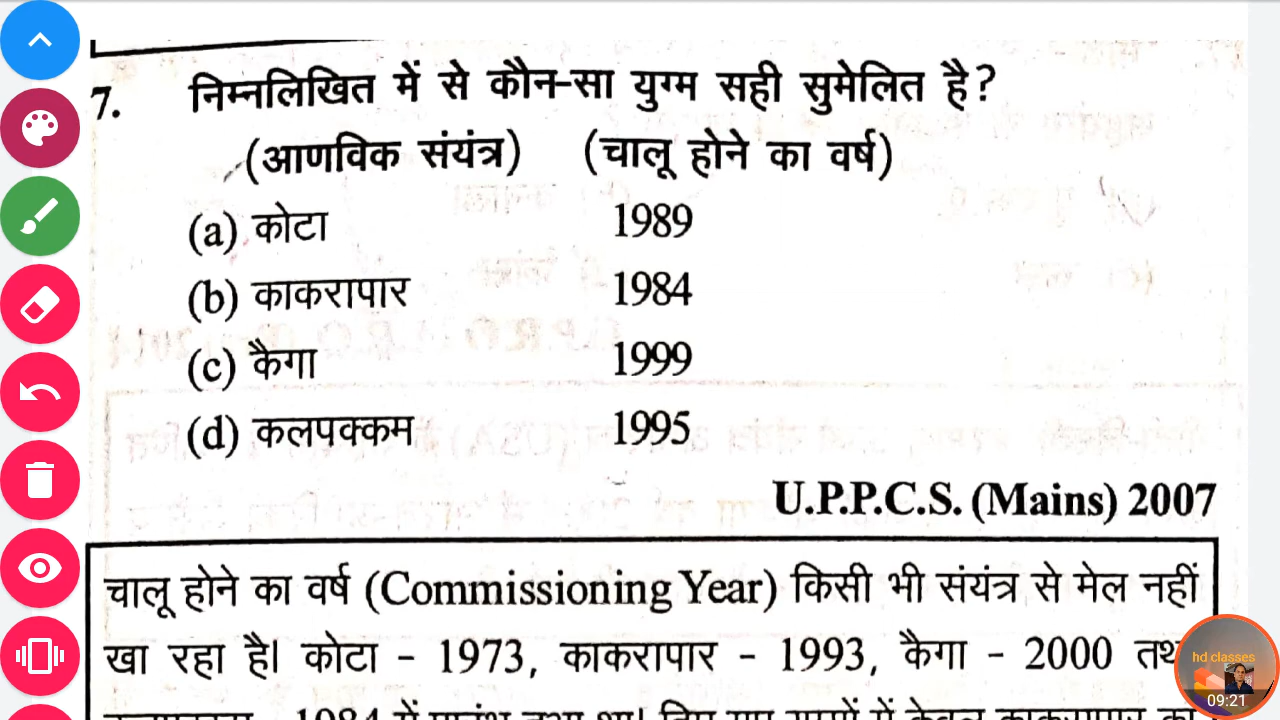 7. निम्नलिखित में से कौन-सा युग्म सही सुमेलित है?
(आणविक संयंत्र) (चालू होने का वर्ष)
(a) कोटा 1989
(b) काकरापार 1984
(c) कैगा 1999
(d) कलपक्कम 1995
U.P.P.C.S. (Mains) 2007
चालू होने का वर्ष (Commissioning Year) किसी भी संयंत्र से मेल नहीं
खा रहा है। कोटा – 1973, काकरापार – 1993, कैगा – 2000
hd classes
09:21